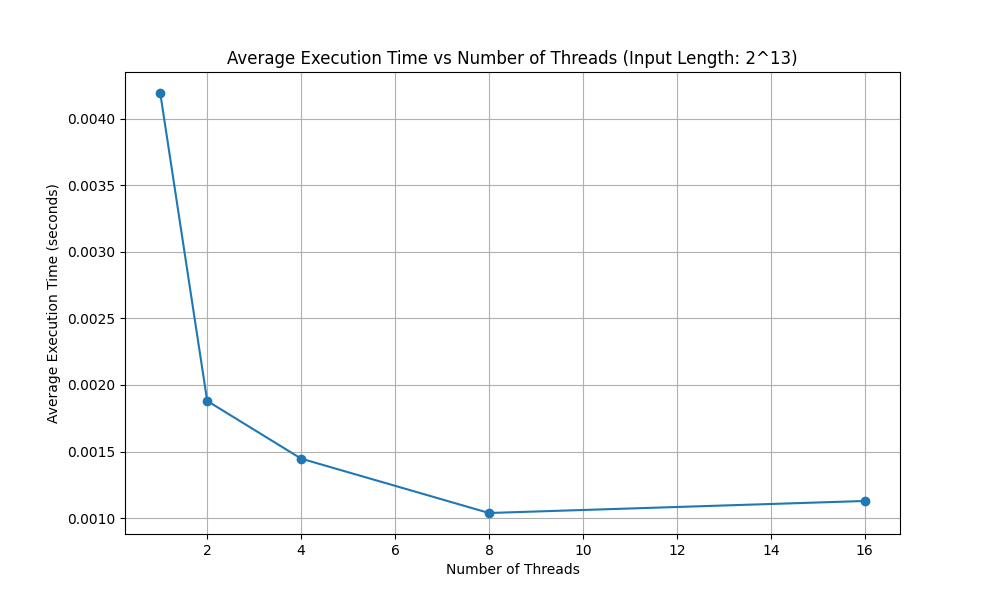 Average Execution Time vs Number of Threads (Input Length: 2^13)
Average Execution Time (seconds)
0.0040
0.0035
0.0030
0.0025
0.0020
0.0015
0.0010
2 4 6 8 10 12 14 16
Number of Threads